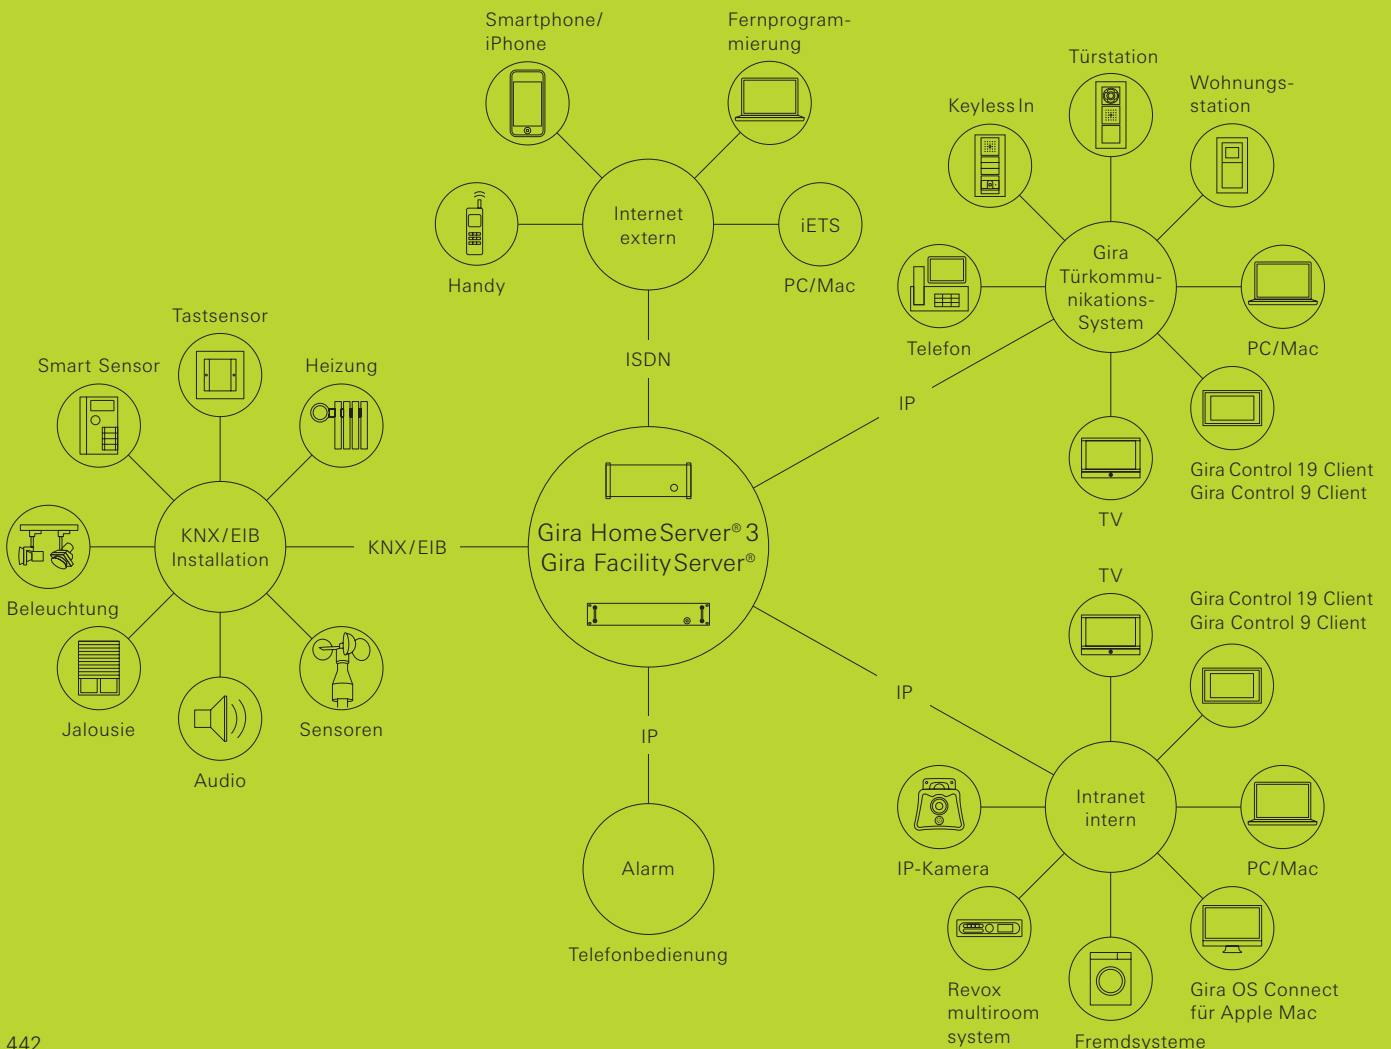 Smartphone/
iPhone
Fernprogram-
mierung
Internet
extern
Handy
iETS
PC/Mac
ISDN
Türstation
Keyless In
Wohnungs-
station
Gira
Türkommu-
nikations-
System
Telefon
PC/Mac
Gira Control 19 Client
Gira Control 9 Client
TV
IP
Tastsensor
Smart Sensor
Heizung
KNX/EIB
Installation
Beleuchtung
Jalousie
Audio
Sensoren
KNX/EIB
Gira HomeServer® 3
Gira FacilityServer®
IP
Alarm
Telefonbedienung
IP
TV
Gira Control 19 Client
Gira Control 9 Client
Intranet
intern
IP-Kamera
PC/Mac
Revox
multiroom
system
Fremdsysteme
Gira OS Connect
für Apple Mac
442